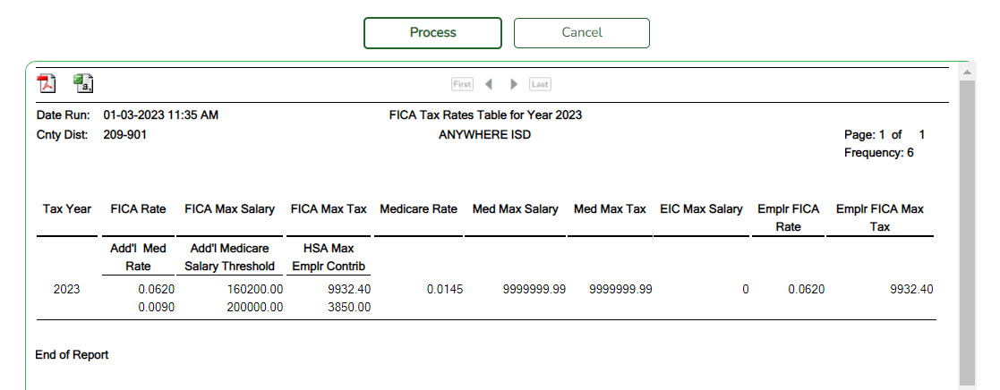 Process Cancel
First Last
Date Run: 01-03-2023 11:35 AM FICA Tax Rates Table for Year 2023
Cnty Dist: 209-901 ANYWHERE ISD Page: 1 of 1
Frequency: 6
Tax Year FICA Rate FICA Max Salary FICA Max Tax Medicare Rate Med Max Salary Med Max Tax EIC Max Salary Emplr FICA Emplr FICA Max
Rate Tax
Add'l Med Add'l Medicare HSA Max
Rate Salary Threshold Emplr Contrib
2023 0.0620 160200.00 9932.40 0.0145 9999999.99 9999999.99 0 0.0620 9932.40
0.0090 200000.00 3850.00
End of Report